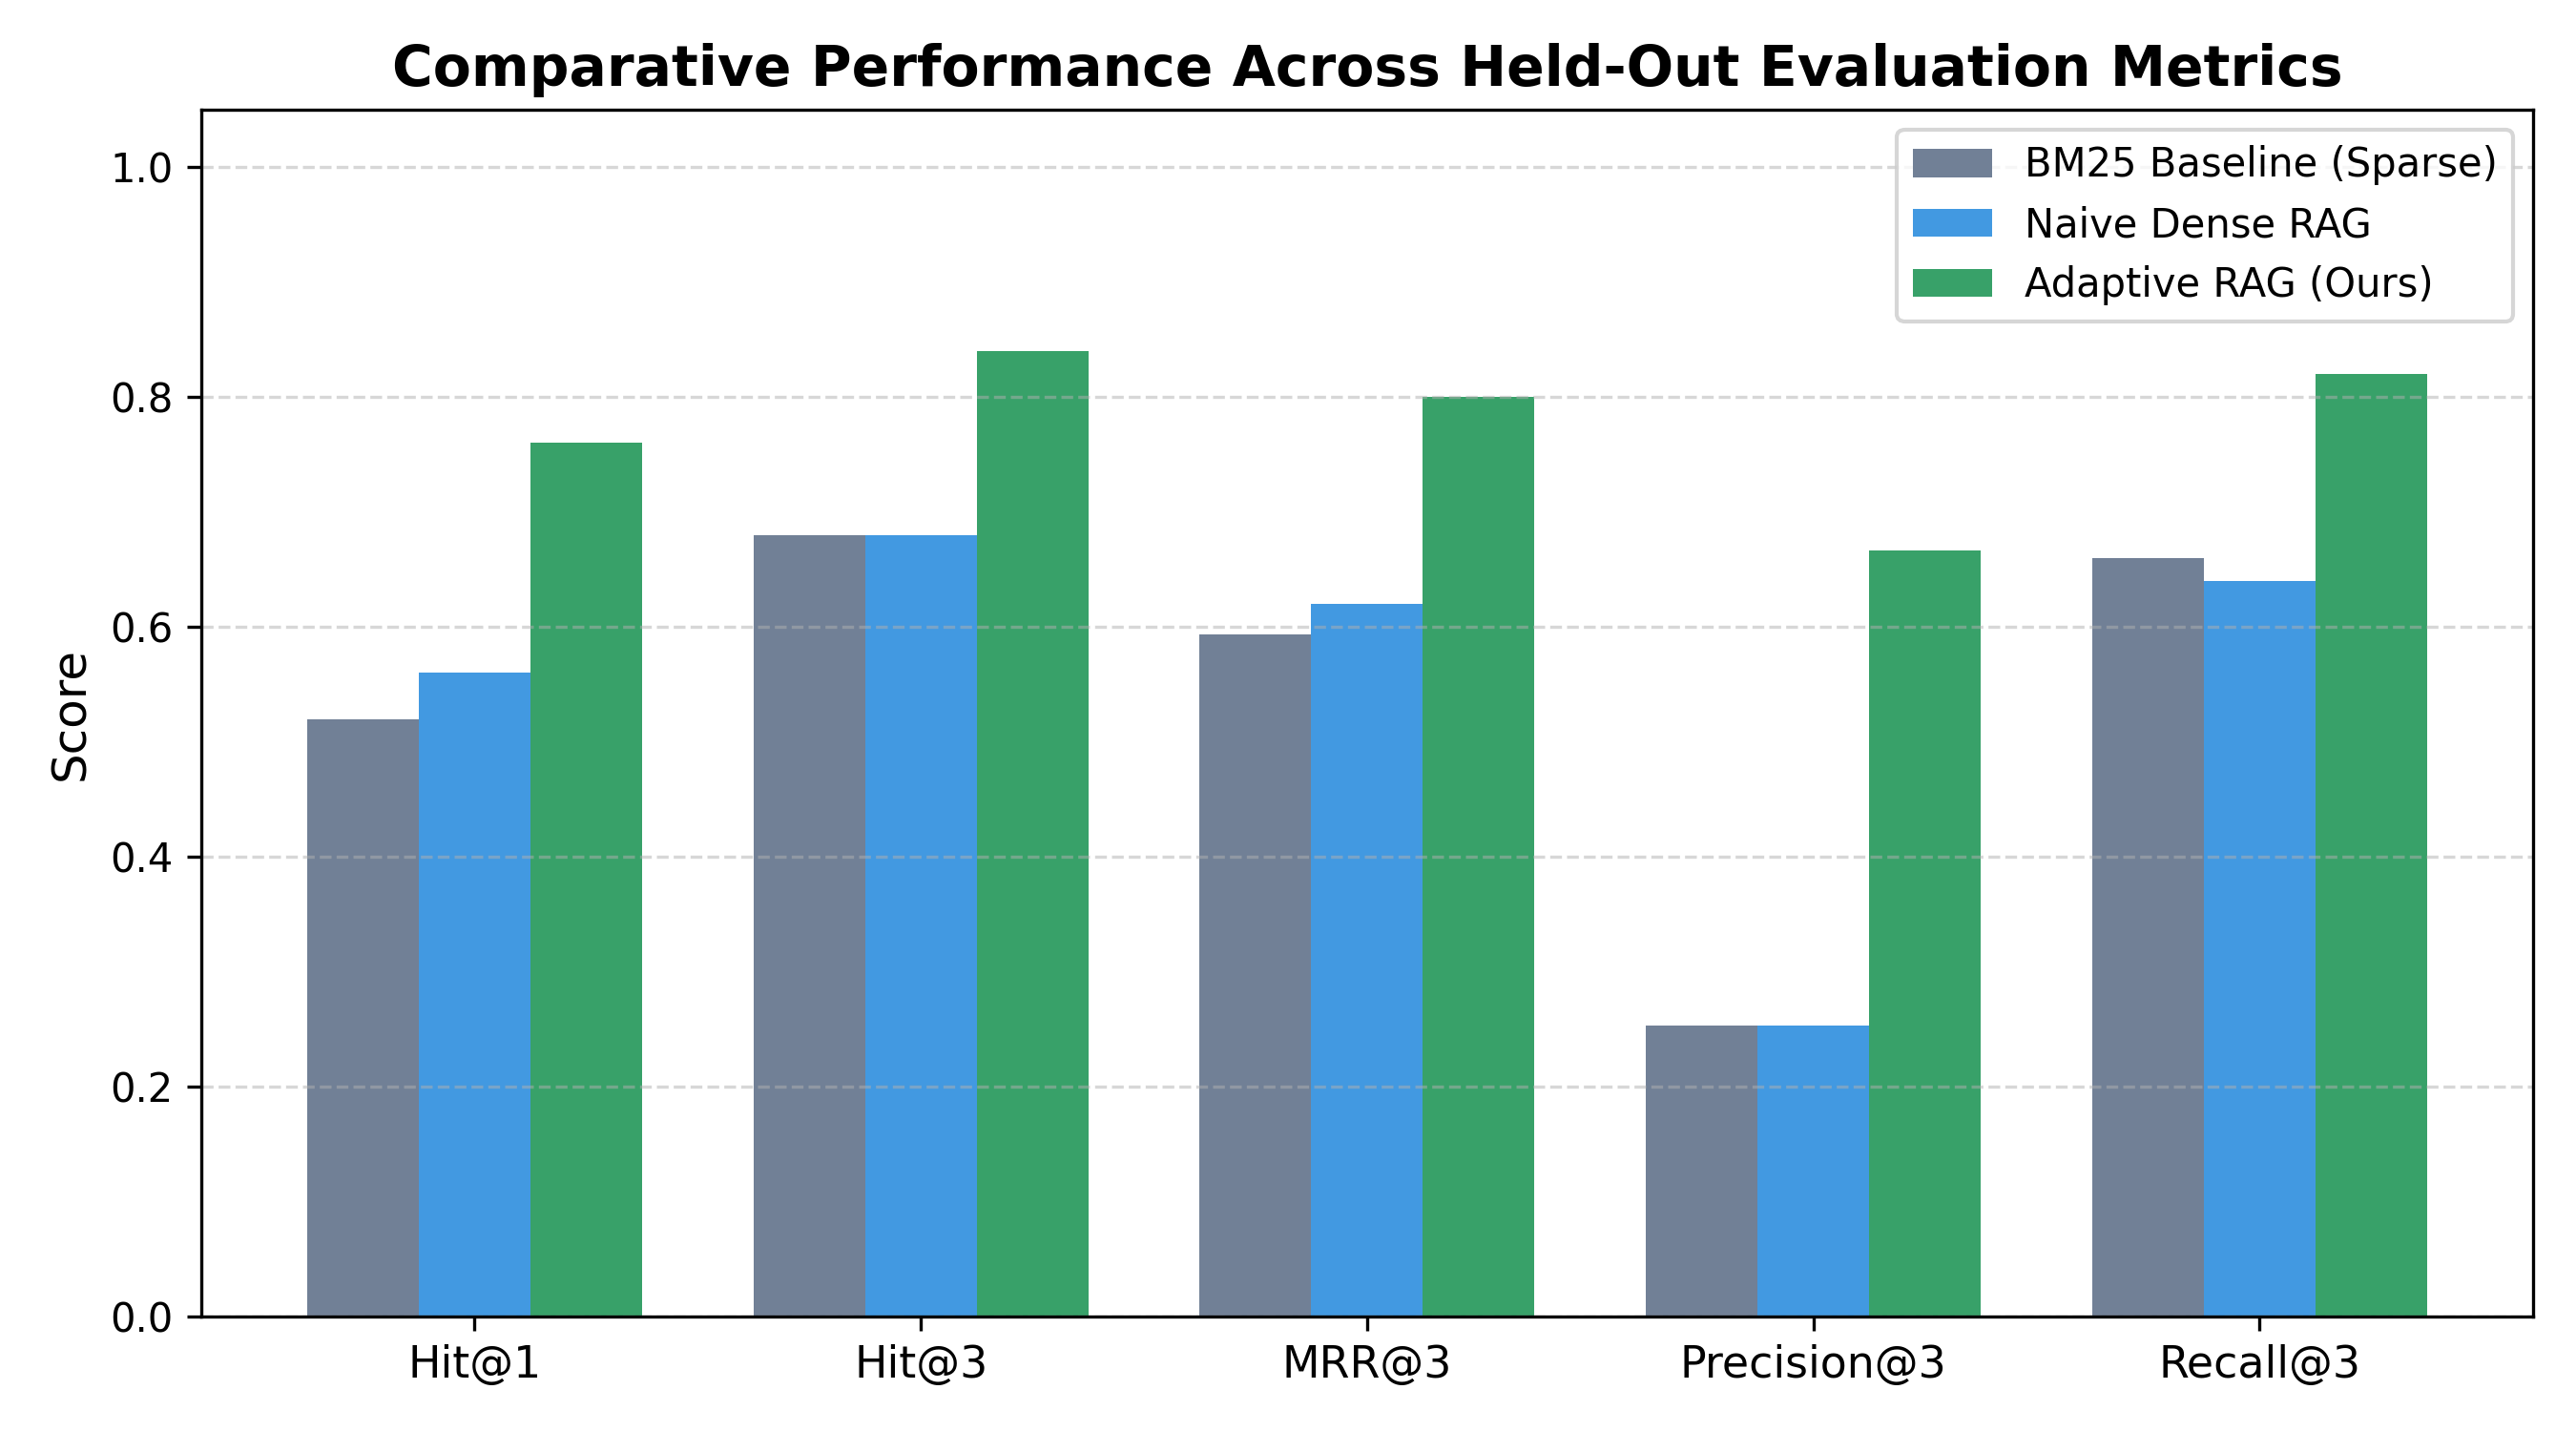 Comparative Performance Across Held-Out Evaluation Metrics
BM25 Baseline (Sparse)
Naive Dense RAG
Adaptive RAG (Ours)
Score
1.0
0.8
0.6
0.4
0.2
0.0
Hit@1 Hit@3 MRR@3 Precision@3 Recall@3